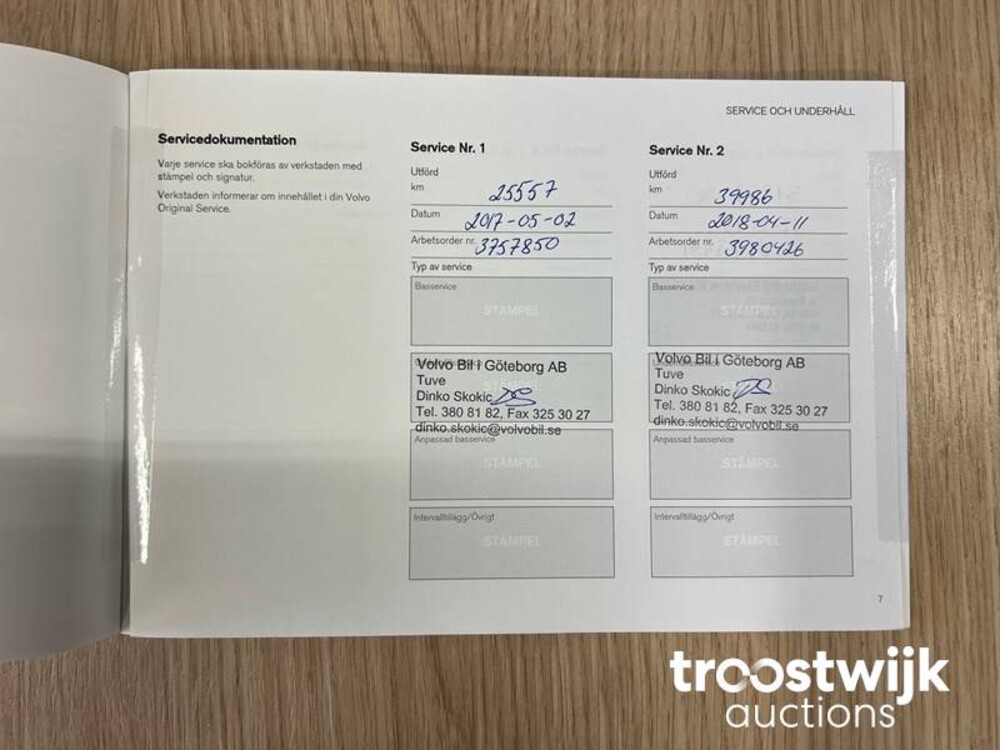 SERVICE OCH UNDERHÅLL
Servicedokumentation
Varje service ska bokföras av verkstaden med
stämpel och signatur.
Verkstaden informerar om innehållet i din Volvo
Original Service.
Service Nr. 1
Utförd
km 25557
Datum 2017-05-02
Arbetsorder nr. 3757850
Typ av service
Basservice
STÄMPEL
Volvo Bil i Göteborg AB
Tuve
Dinko Skokic
Tel. 380 81 82, Fax 325 30 27
dinko.skokic@volvobil.se
Anpassad basservice
STÄMPEL
Intervalltillägg/Övrigt
STÄMPEL
Service Nr. 2
Utförd
km 39986
Datum 2018-04-11
Arbetsorder nr. 3980426
Typ av service
Basservice
STÄMPEL
Volvo Bil i Göteborg AB
Tuve
Dinko Skokic
Tel. 380 81 82, Fax 325 30 27
dinko.skokic@volvobil.se
Anpassad basservice
STÄMPEL
Intervalltillägg/Övrigt
STÄMPEL
7
troostwijk
auctions